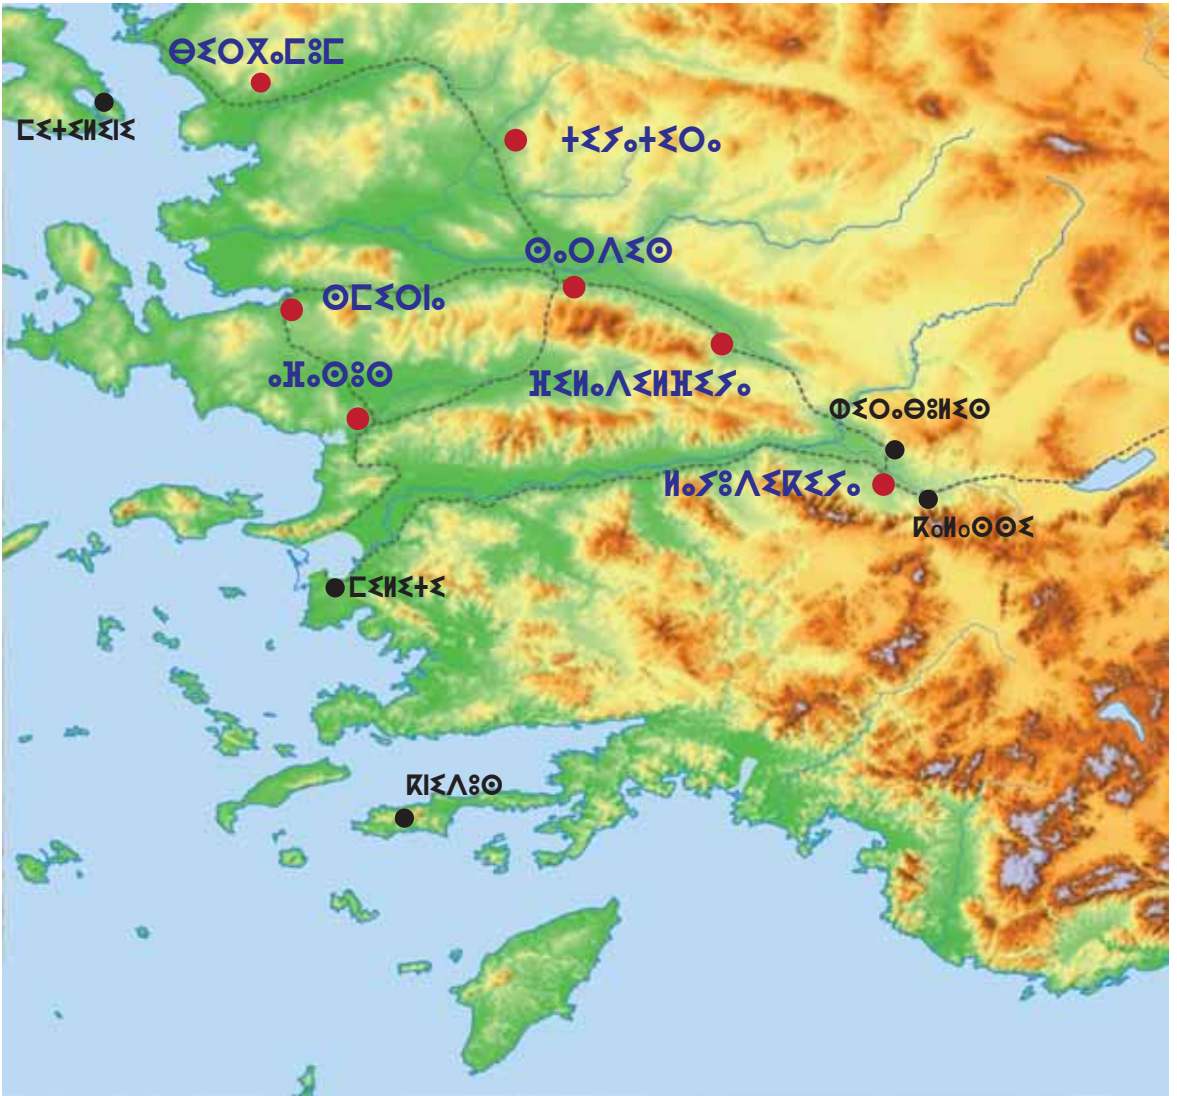 ⴱⵉⵔⴳⴰⵎⵓⵎ
ⵎⵉⵜⵉⵍⵉⵏⵉ
ⵜⵉⵢⴰⵜⵉⵔⴰ
ⵙⴰⵔⴷⵉⵙ
ⵙⵎⵉⵔⵏⴰ
ⴰⴼⴰⵙⵓⵙ
ⴼⵉⵍⴰⴷⵉⵍⴼⵉⵢⴰ
ⵀⵉⵔⴰⴱⵓⵍⵉⵙ
ⵍⴰⵢⵓⴷⵉⴽⵉⵢⴰ
ⴽⴰⵍⴰⵙⵙⵉ
ⵎⵉⵍⵉⵜⵉ
ⴽⵏⵉⴷⵓⵙ